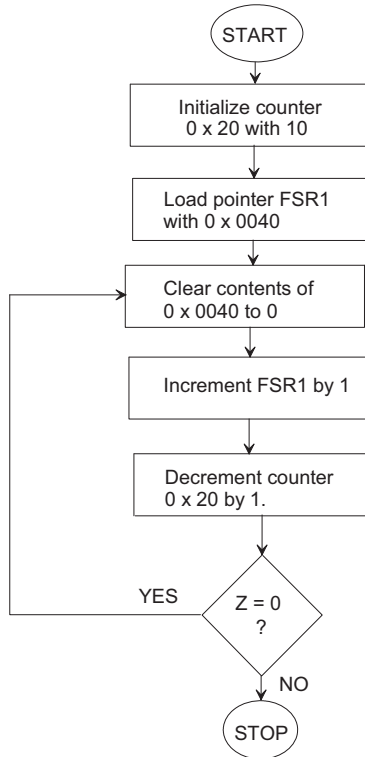 START
Initialize counter
0 x 20 with 10
Load pointer FSR1
with 0 x 0040
Clear contents of
0 x 0040 to 0
Increment FSR1 by 1
Decrement counter
0 x 20 by 1.
YES
Z = 0
?
NO
STOP